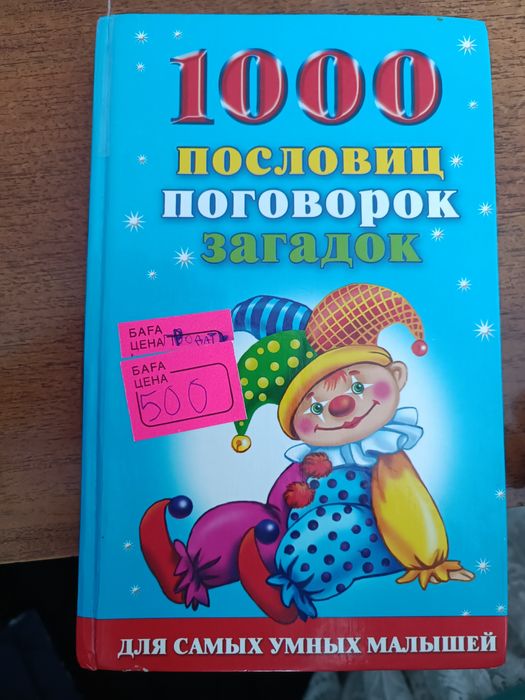 1000
ПОСЛОВИЦ
ПОГОВОРОК
ЗАГАДОК
БАҒА
ЦЕНА
БАҒА
ЦЕНА
500
ДЛЯ САМЫХ УМНЫХ МАЛЫШЕЙ